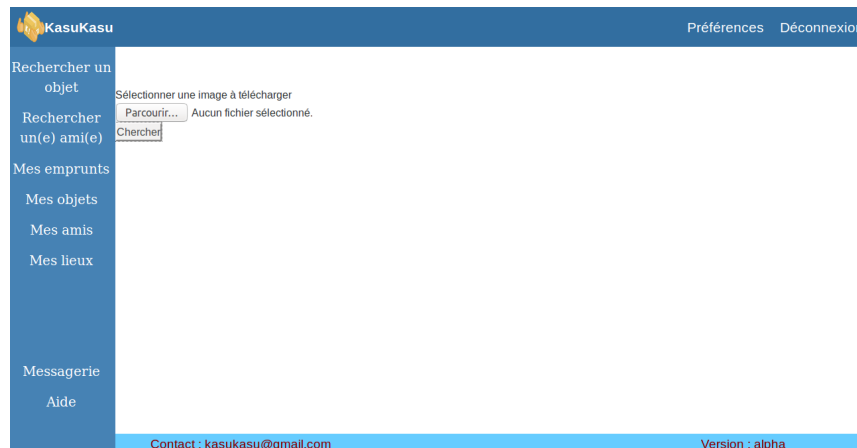 KasuKasu
Préférences Déconnexion
Rechercher un
objet
Rechercher
un(e) ami(e)
Mes emprunts
Mes objets
Mes amis
Mes lieux
Messagerie
Aide
Sélectionner une image à télécharger
Parcourir... Aucun fichier sélectionné.
Chercher
Contact : kasukasu@gmail.com
Version : alpha